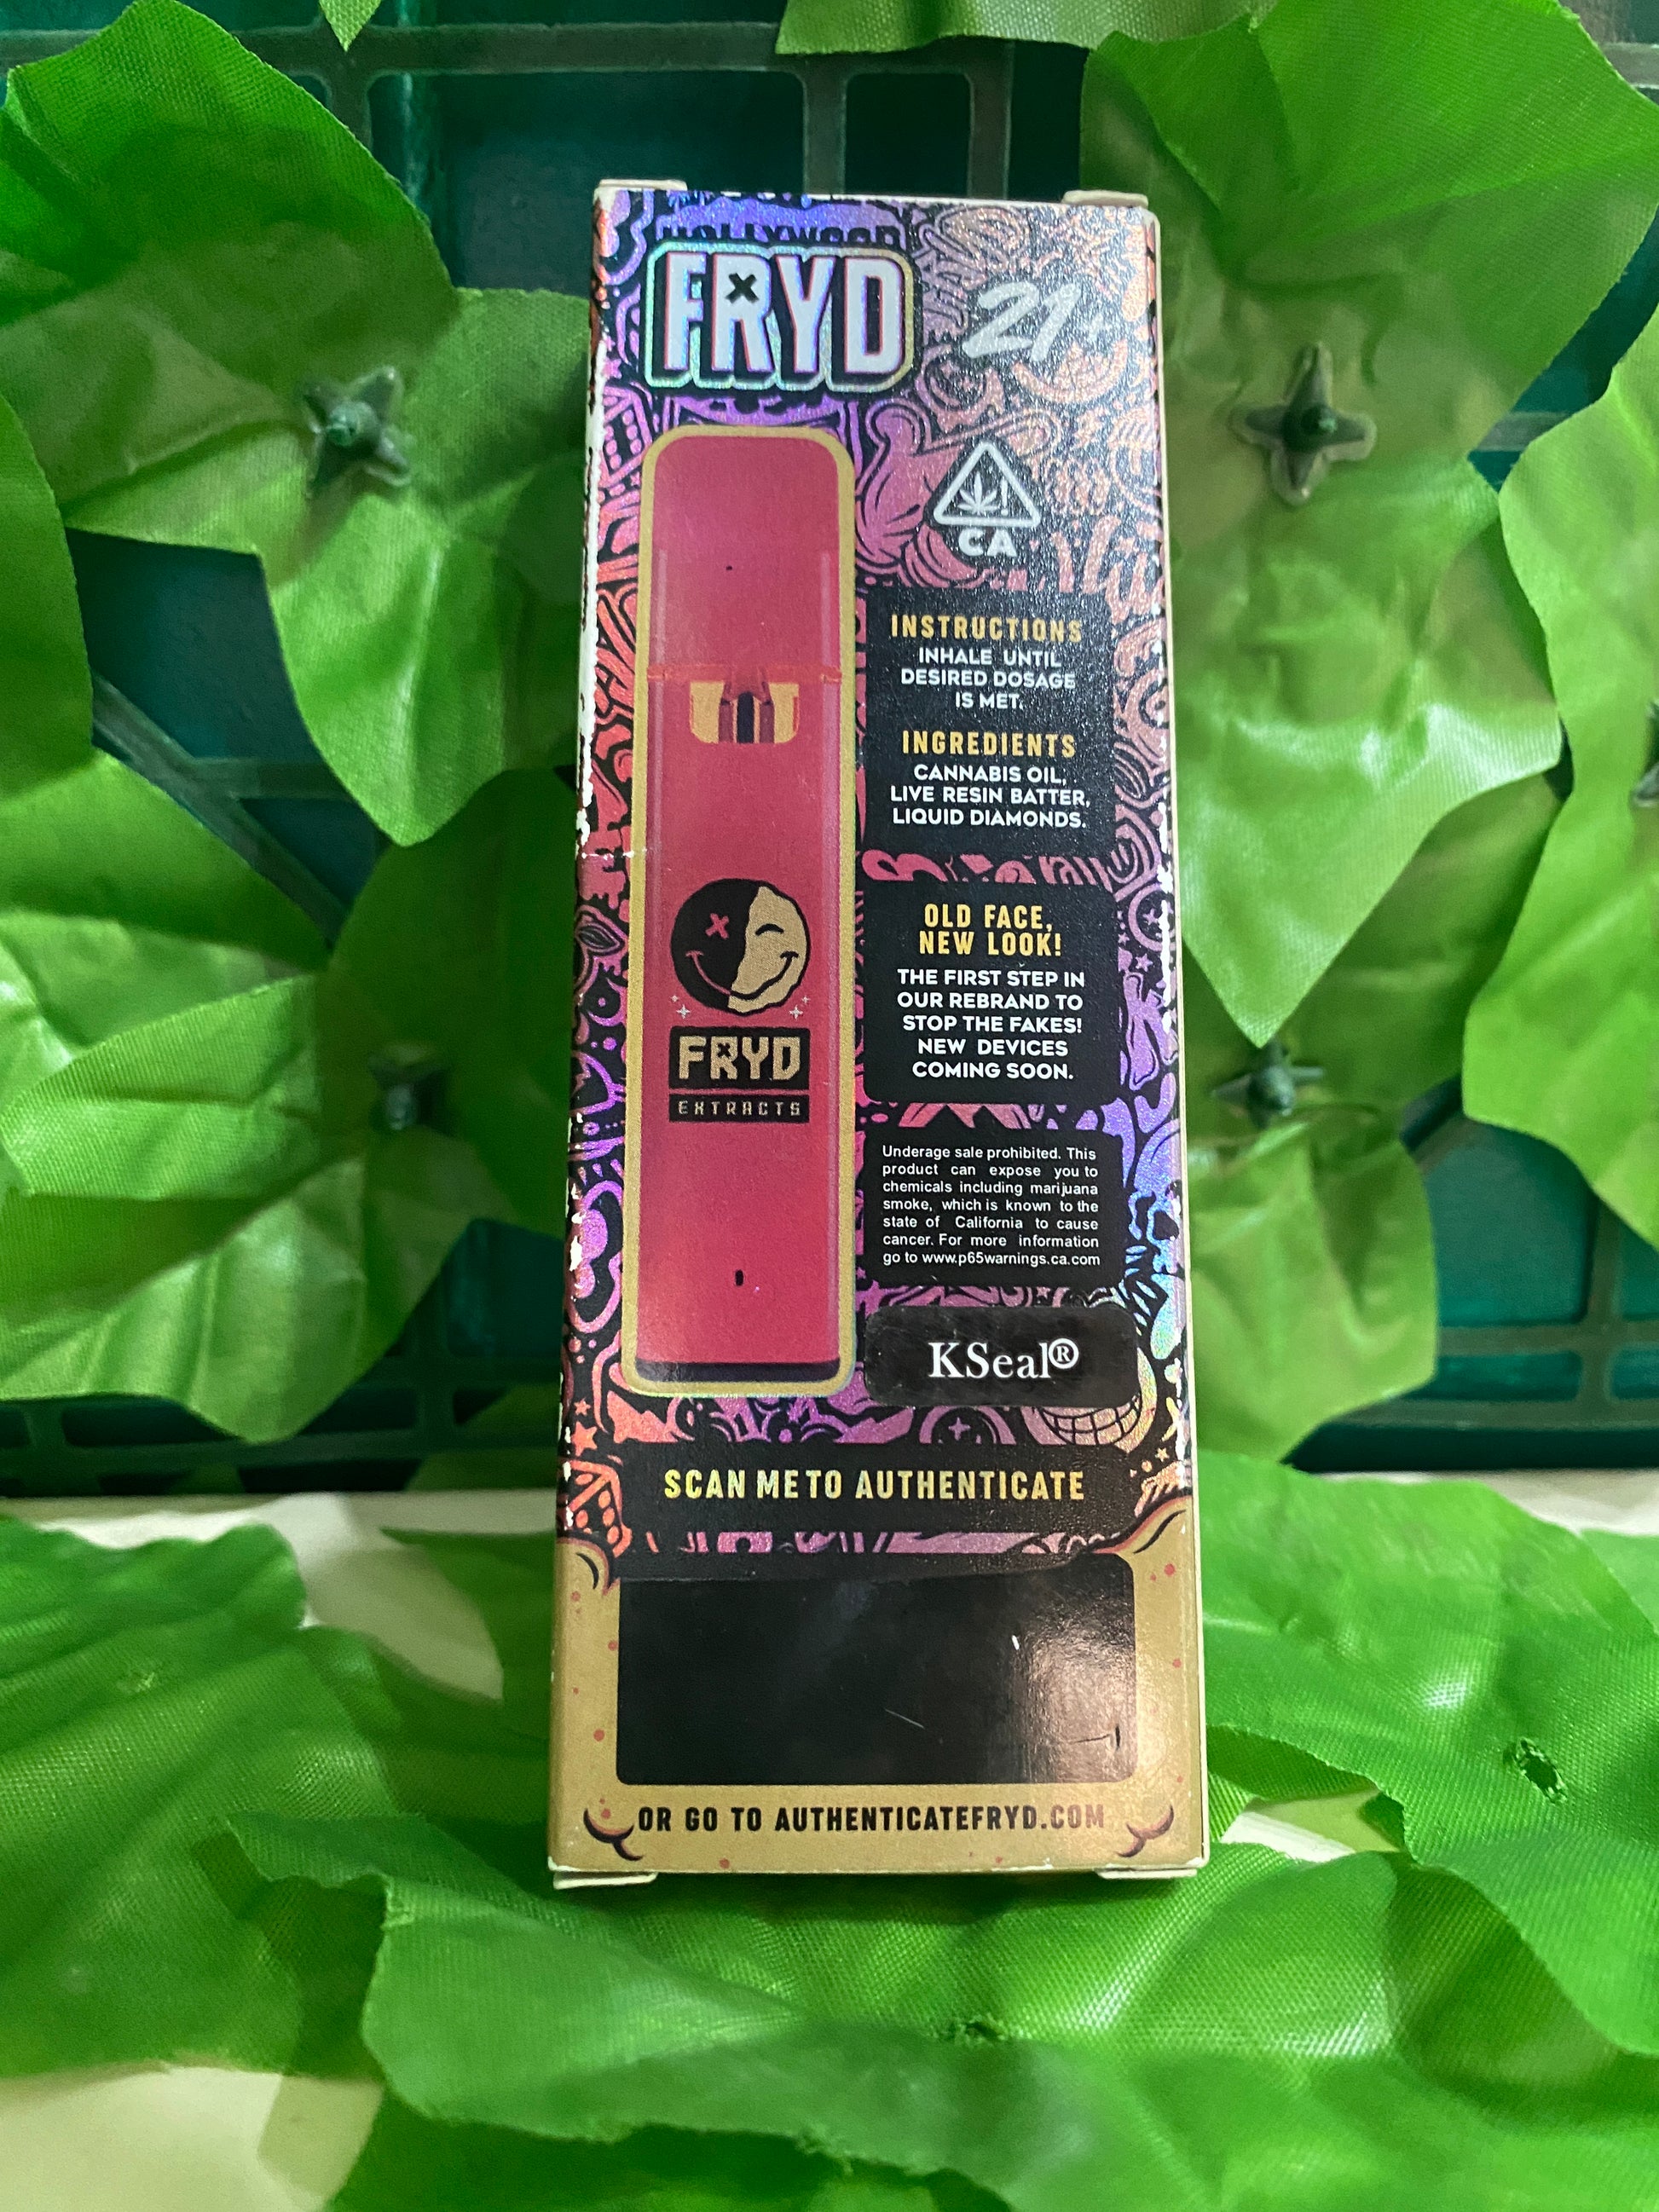 HOLLYWOOD
FRYD
21+
CA
INSTRUCTIONS
INHALE UNTIL
DESIRED DOSAGE
IS MET.
INGREDIENTS
CANNABIS OIL,
LIVE RESIN BATTER,
LIQUID DIAMONDS.
OLD FACE,
NEW LOOK!
THE FIRST STEP IN
OUR REBRAND TO
STOP THE FAKES!
NEW DEVICES
COMING SOON.
FRYD
EXTRACTS
Underage sale prohibited. This
product can expose you to
chemicals including marijuana
smoke, which is known to the
state of California to cause
cancer. For more information
go to www.p65warnings.ca.com
KSeal®
SCAN ME TO AUTHENTICATE
OR GO TO AUTHENTICATEFRYD.COM